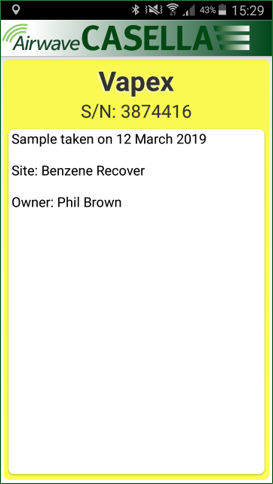 43% 15:29
Airwave CASELLA
Vapex
S/N: 3874416
Sample taken on 12 March 2019
Site: Benzene Recover
Owner: Phil Brown